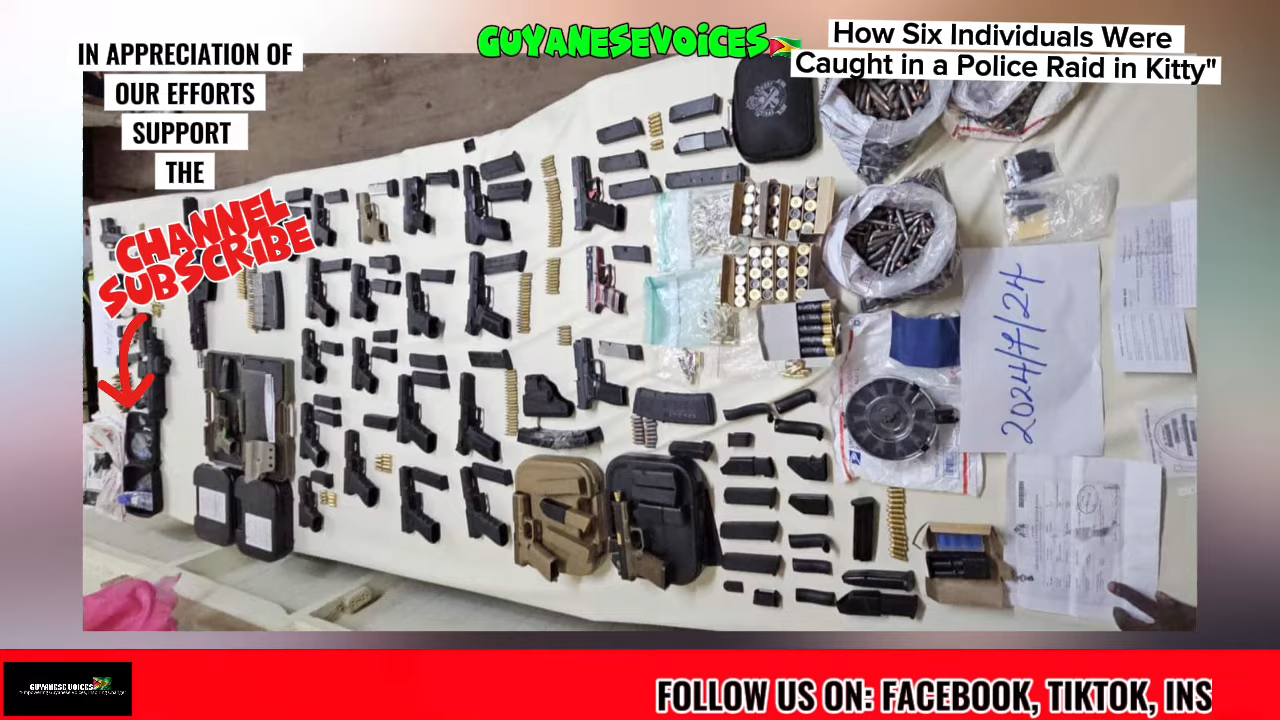 IN APPRECIATION OF
OUR EFFORTS
SUPPORT
THE
CHANNEL
SUBSCRIBE
GUYANESEVOICES
How Six Individuals Were
Caught in a Police Raid in Kitty"
2024/7/24
GUYANESEVOICES
FOLLOW US ON: FACEBOOK, TIKTOK, INS